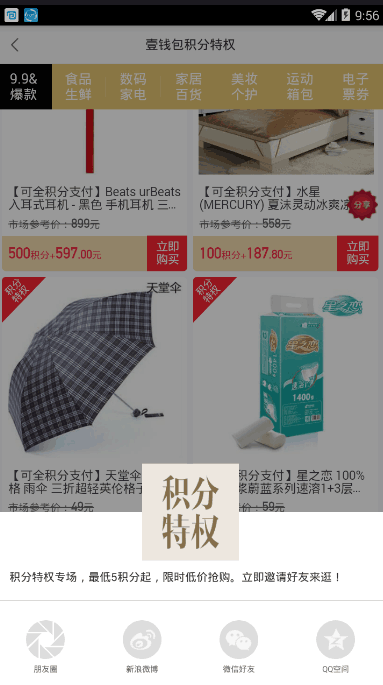 9:56
壹钱包积分特权
9.9& 食品 数码 家居 美妆 运动 电子
爆款 生鲜 家电 百货 个护 箱包 票券
【可全积分支付】Beats urBeats
入耳式耳机 - 黑色 手机耳机 三...
市场参考价：899元
500积分+597.00元
立即
购买
【可全积分支付】水星
(MERCURY) 夏沫灵动冰爽凉
分享
市场参考价：558元
100积分+187.80元
立即
购买
积分
特权
天堂伞
【可全积分支付】天堂伞
格 雨伞 三折超轻英伦格子
市场参考价：49元
积分
特权
星之恋
星之恋
1400
积分支付】星之恋 100%
浆蔚蓝系列速溶1+3层...
59元
积分
特权
积分特权专场，最低5积分起，限时低价抢购。立即邀请好友来逛！
朋友圈 新浪微博 微信好友 QQ空间